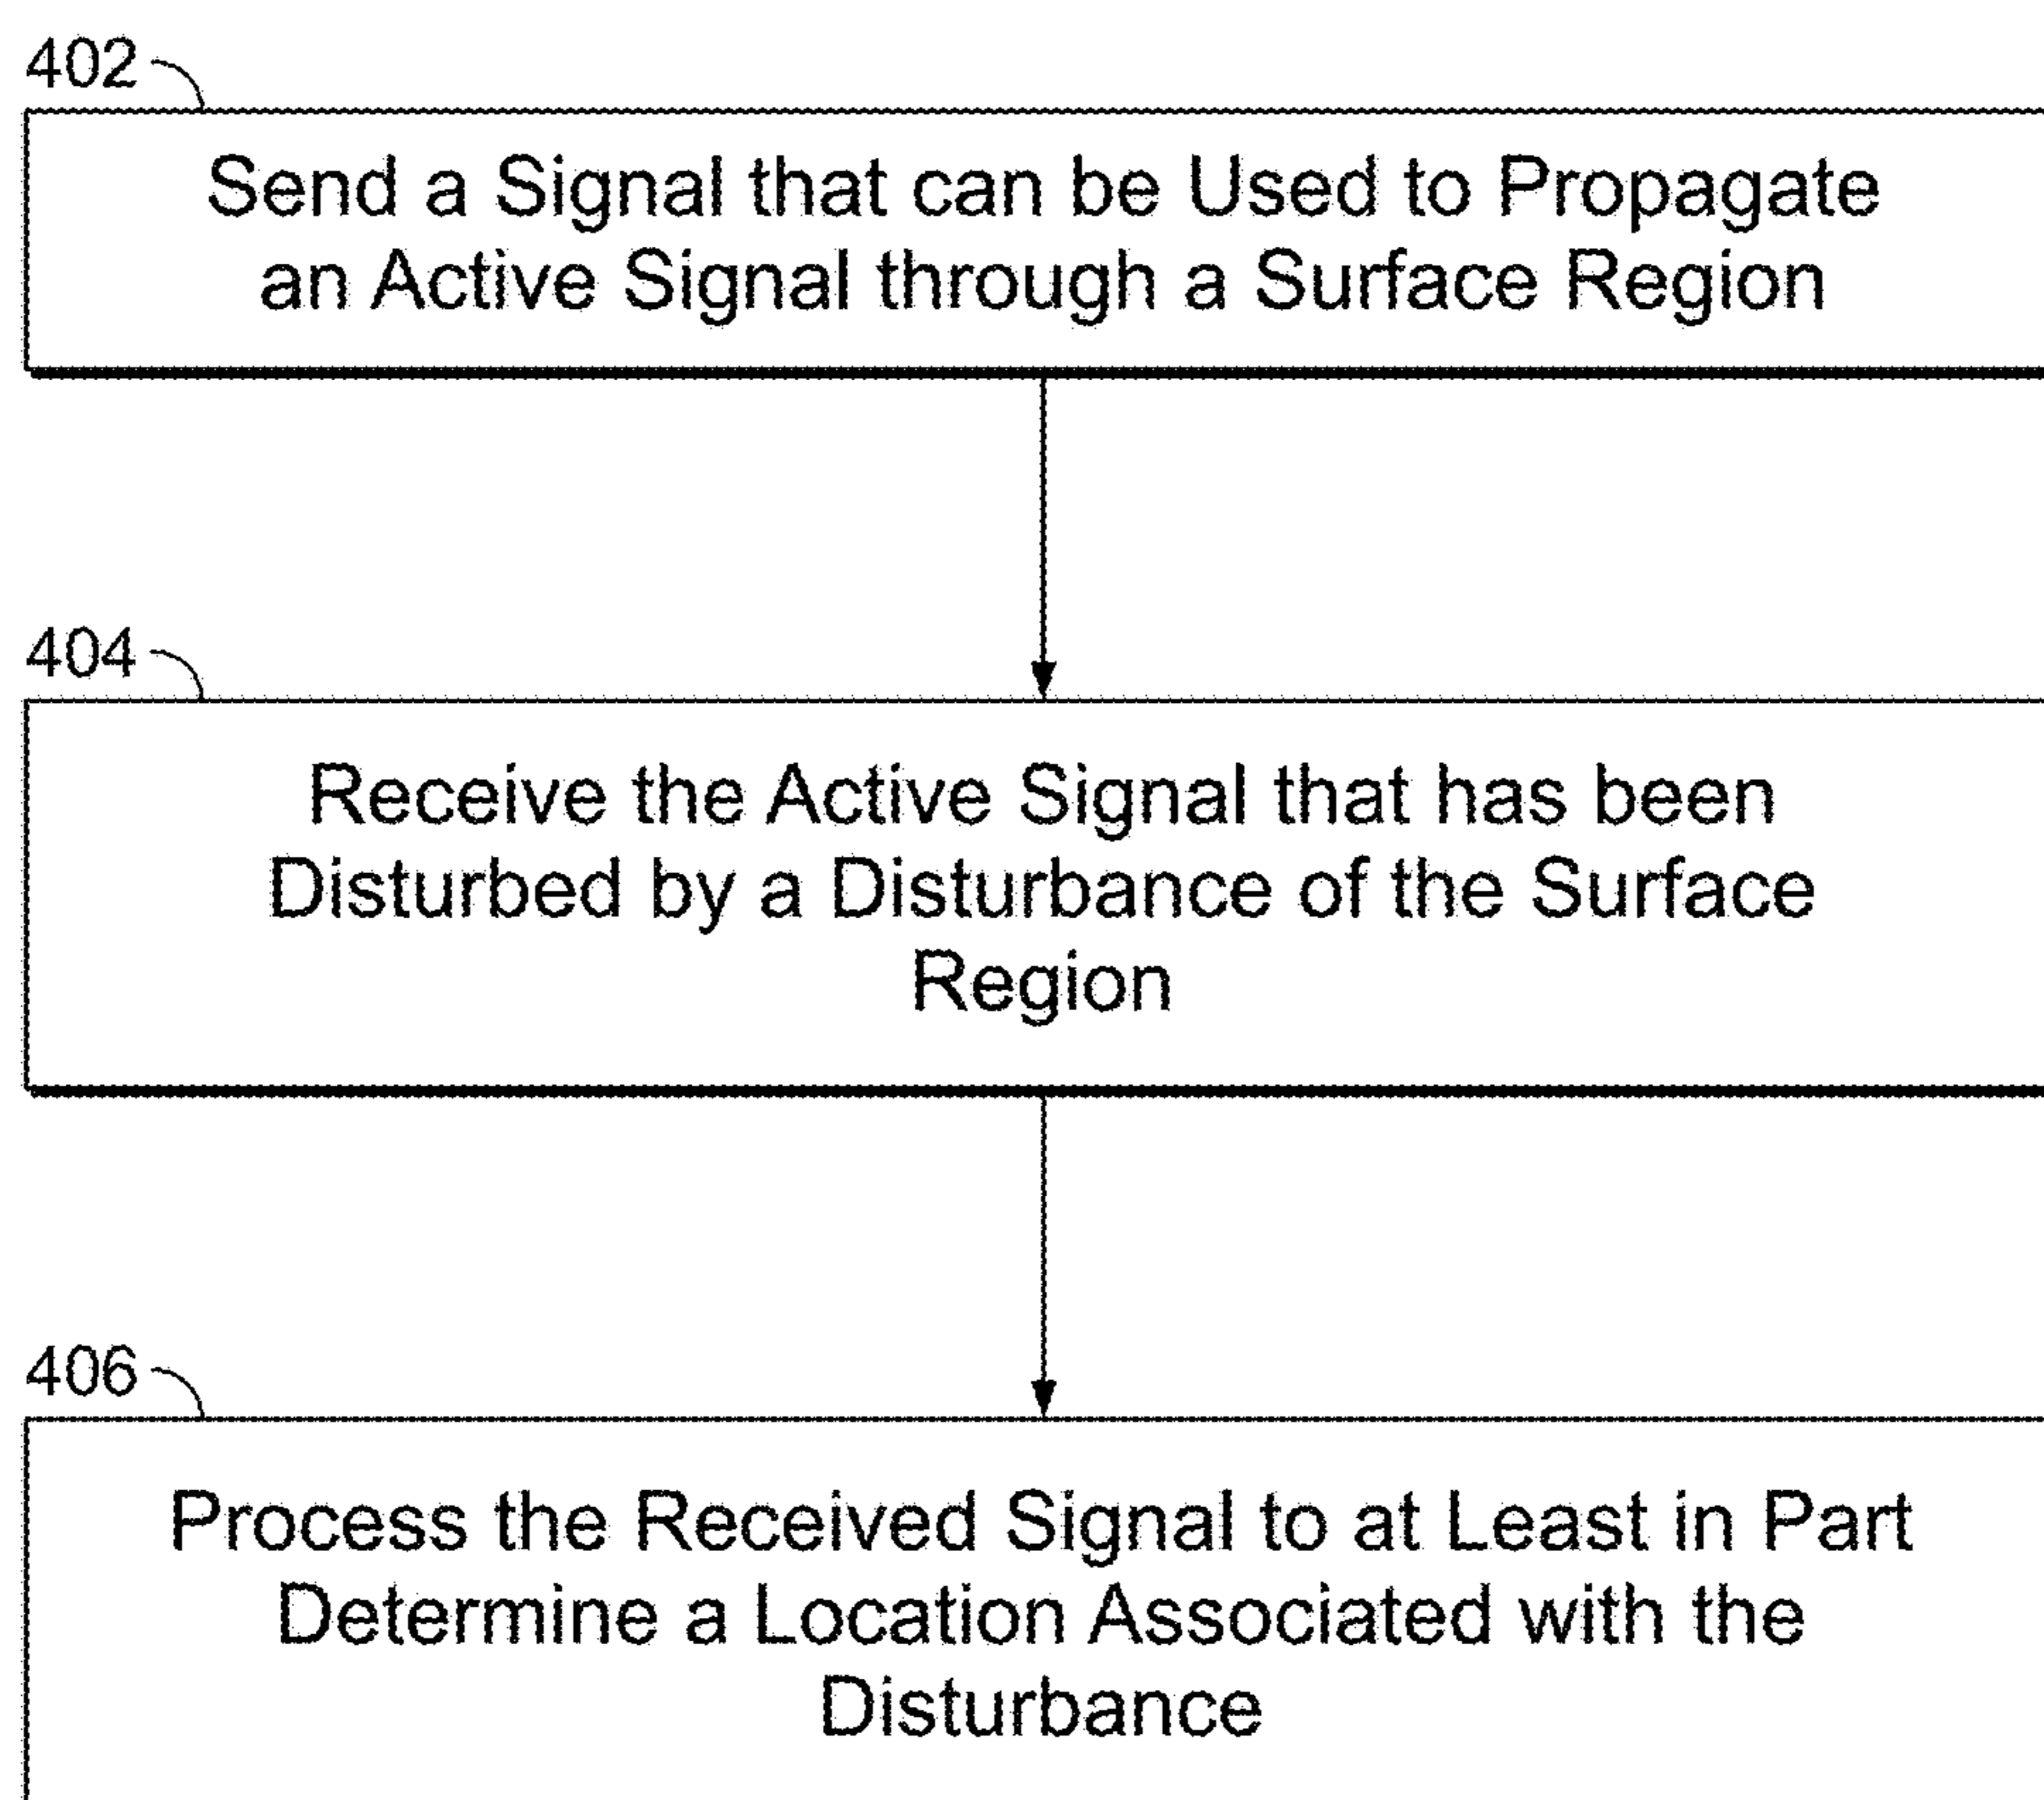 402
Send a Signal that can be Used to Propagate
an Active Signal through a Surface Region
404
Receive the Active Signal that has been
Disturbed by a Disturbance of the Surface
Region
406
Process the Received Signal to at Least in Part
Determine a Location Associated with the
Disturbance